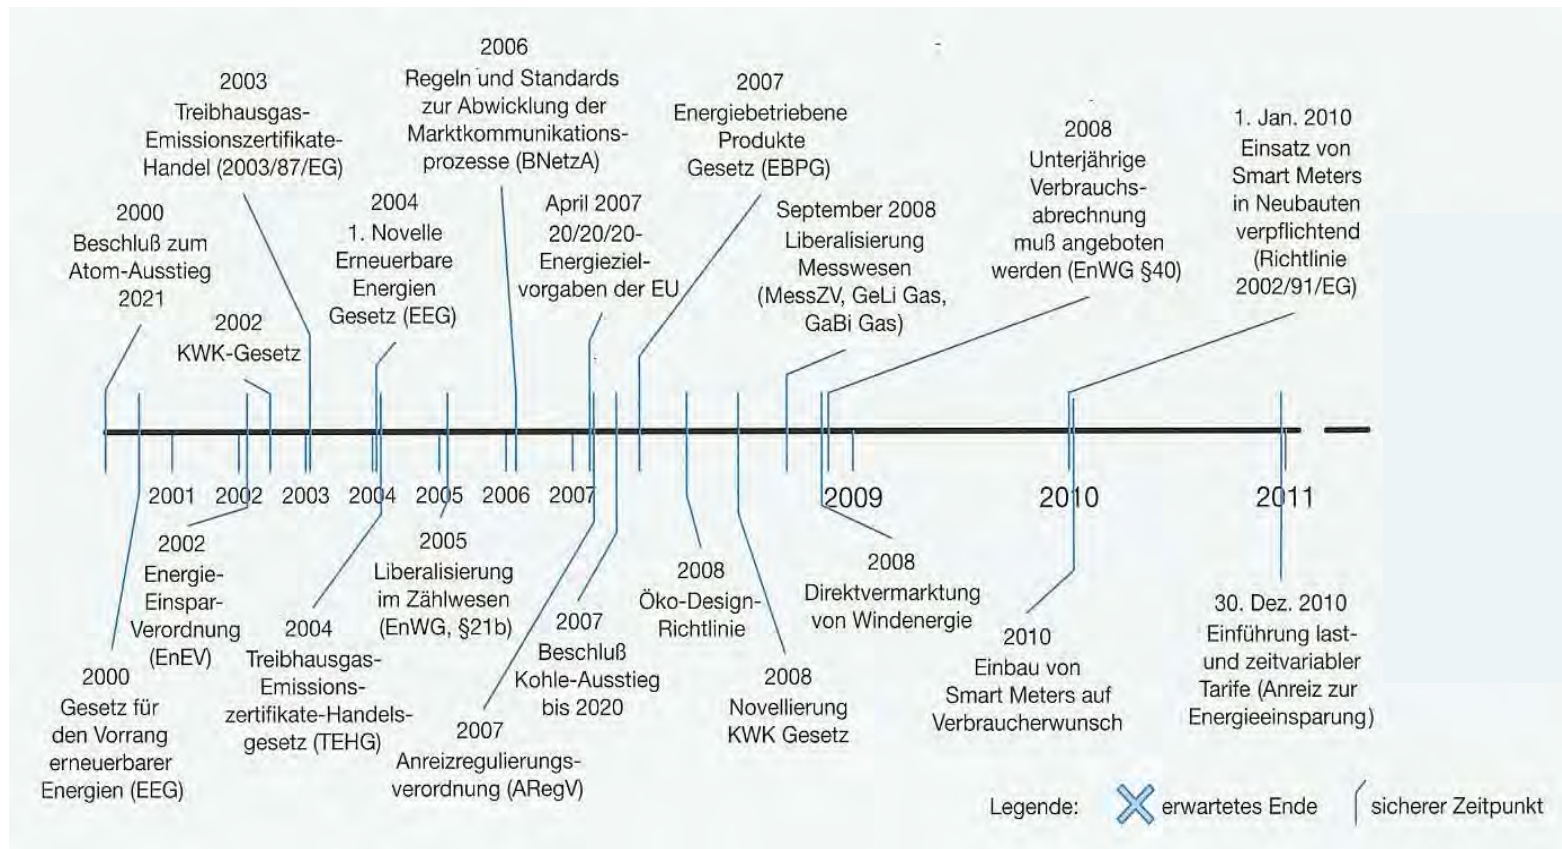 2006
Regeln und Standards
zur Abwicklung der
Marktkommunikations-
prozesse (BNetzA)
2003
Treibhausgas-
Emissionszertifikate-
Handel (2003/87/EG)
2007
Energiebetriebene
Produkte
Gesetz (EBPG)
2008
Unterjährige
Verbrauchs-
abrechnung
muß angeboten
werden (EnWG §40)
1. Jan. 2010
Einsatz von
Smart Meters
in Neubauten
verpflichtend
(Richtlinie
2002/91/EG)
2000
Beschluß zum
Atom-Ausstieg
2021
2004
1. Novelle
Erneuerbare
Energien
Gesetz (EEG)
April 2007
20/20/20-
Energieziel-
vorgaben der EU
September 2008
Liberalisierung
Messwesen
(MessZV, GeLi Gas,
GaBi Gas)
2002
KWK-Gesetz
2001 2002 2003 2004 2005 2006 2007 2009 2010 2011
2002
Energie-
Einspar-
Verordnung
(EnEV)
2005
Liberalisierung
im Zählwesen
(EnWG, §21b)
2008
Öko-Design-
Richtlinie
2008
Direktvermarktung
von Windenergie
30. Dez. 2010
Einführung last-
und zeitvariabler
Tarife (Anreiz zur
Energieeinsparung)
2000
Gesetz für
den Vorrang
erneuerbarer
Energien (EEG)
2004
Treibhausgas-
Emissions-
zertifikate-Handels-
gesetz (TEHG)
2007
Beschluß
Kohle-Ausstieg
bis 2020
2007
Anreizregulierungs-
verordnung (ARegV)
2008
Novellierung
KWK Gesetz
2010
Einbau von
Smart Meters auf
Verbraucherwunsch
Legende: erwartetes Ende sicherer Zeitpunkt